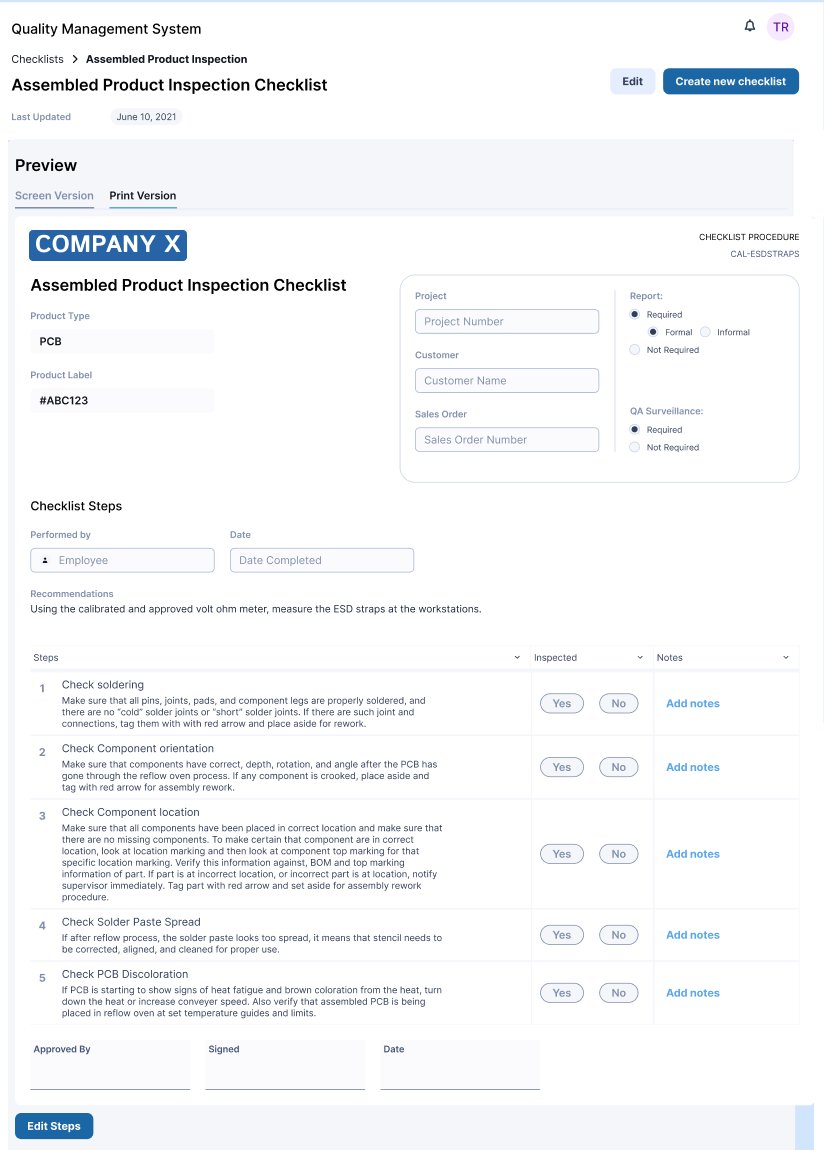 Quality Management System
TR
Checklists > Assembled Product Inspection
Assembled Product Inspection Checklist
Edit
Create new checklist
Last Updated
June 10, 2021
Preview
Screen Version
Print Version
COMPANY X
CHECKLIST PROCEDURE
CAL-ESDSTRAPS
Assembled Product Inspection Checklist
Product Type
PCB
Product Label
#ABC123
Project
Project Number
Customer
Customer Name
Sales Order
Sales Order Number
Report:
Required
Formal
Informal
Not Required
QA Surveillance:
Required
Not Required
Checklist Steps
Performed by
Employee
Date
Date Completed
Recommendations
Using the calibrated and approved volt ohm meter, measure the ESD straps at the workstations.
Steps
Inspected
Notes
1
Check soldering
Make sure that all pins, joints, pads, and component legs are properly soldered, and
there are no “cold” solder joints or “short” solder joints. If there are such joint and
connections, tag them with with red arrow and place aside for rework.
Yes
No
Add notes
2
Check Component orientation
Make sure that components have correct, depth, rotation, and angle after the PCB has
gone through the reflow oven process. If any component is crooked, place aside and
tag with red arrow for assembly rework.
Yes
No
Add notes
3
Check Component location
Make sure that all components have been placed in correct location and make sure that
there are no missing components. To make certain that component are in correct
location, look at location marking and then look at component top marking for that
specific location marking. Verify this information against, BOM and top marking
information of part. If part is at incorrect location, or incorrect part is at location, notify
supervisor immediately. Tag part with red arrow and set aside for assembly rework
procedure.
Yes
No
Add notes
4
Check Solder Paste Spread
If after reflow process, the solder paste looks too spread, it means that stencil needs to
be corrected, aligned, and cleaned for proper use.
Yes
No
Add notes
5
Check PCB Discoloration
If PCB is starting to show signs of heat fatigue and brown coloration from the heat, turn
down the heat or increase conveyer speed. Also verify that assembled PCB is being
placed in reflow oven at set temperature guides and limits.
Yes
No
Add notes
Approved By
Signed
Date
Edit Steps